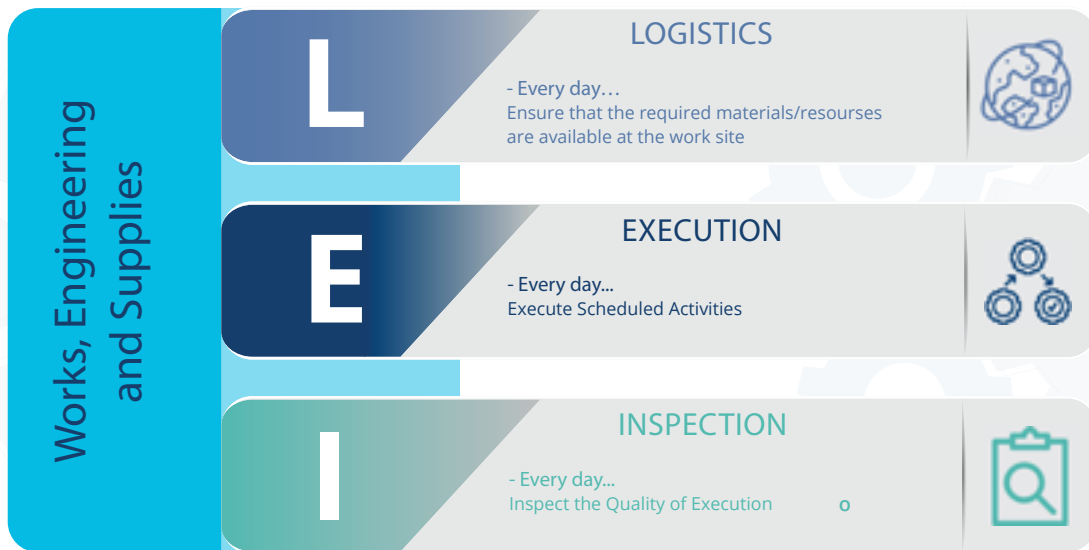 Works, Engineering
and Supplies
L
LOGISTICS
- Every day...
Ensure that the required materials/resourses
are available at the work site
E
EXECUTION
- Every day...
Execute Scheduled Activities
I
INSPECTION
- Every day...
Inspect the Quality of Execution o